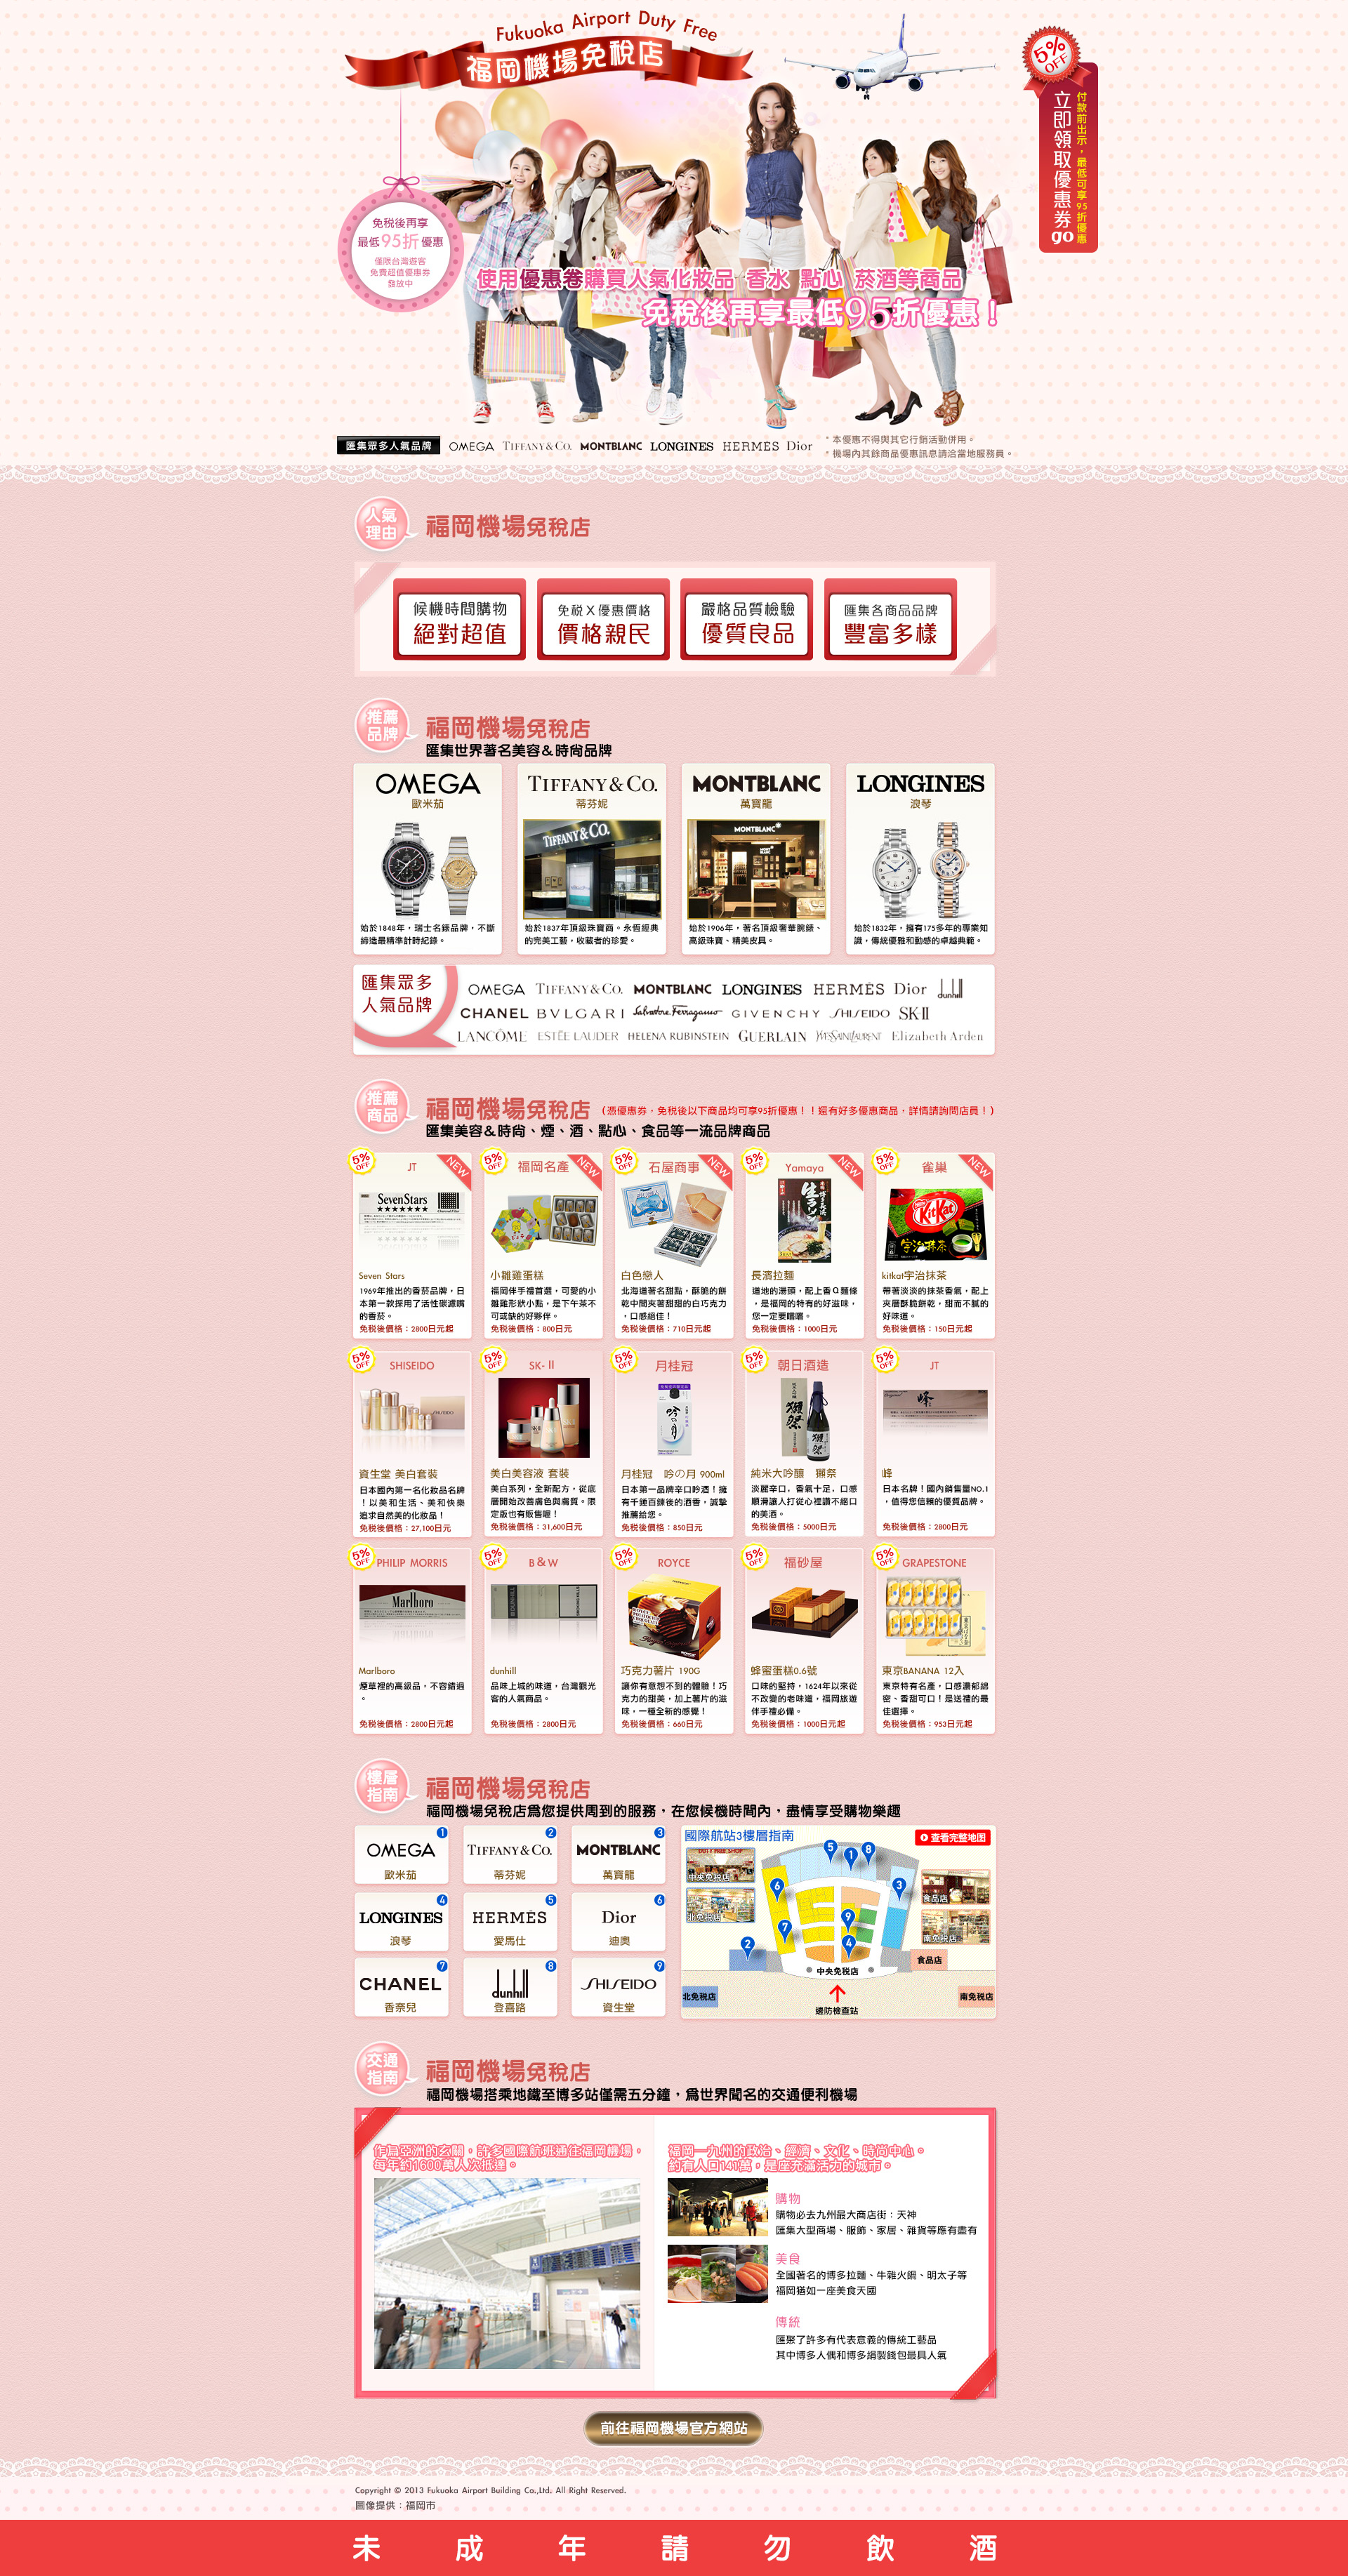 Fukuoka Airport Duty Free
福岡機場免稅店
5% OFF
付款前出示，最低可享95折優惠
立即領取優惠券go
免稅後再享
最低95折優惠
僅限台灣遊客
免費超值優惠券
發放中
使用優惠卷購買人氣化妝品 香水 點心 菸酒等商品
免稅後再享最低95折優惠！
匯集眾多人氣品牌 OMEGA TIFFANY & CO. MONTBLANC LONGINES HERMÈS Dior
* 本優惠不得與其它行銷活動併用。
* 機場內其餘商品優惠訊息請洽當地服務員。
人氣
理由
福岡機場免稅店
候機時間購物
絕對超值
免稅X優惠價格
價格親民
嚴格品質檢驗
優質良品
匯集名商品品牌
豐富多樣
推薦
品牌
福岡機場免稅店
匯集世界著名美容＆時尚品牌
OMEGA
歐米茄
始於1848年，瑞士名錶品牌，不斷
締造最精準計時紀錄。
TIFFANY & CO.
蒂芬妮
TIFFANY & CO.
始於1837年頂級珠寶商。永恆經典
的完美工藝，收藏者的珍愛。
MONTBLANC
萬寶龍
MONTBLANC
始於1906年，著名頂級奢華腕錶、
高級珠寶、精美皮具。
LONGINES
浪琴
始於1832年，擁有175多年的專業知
識，傳統優雅和動感的卓越典範。
匯集眾多
人氣品牌
OMEGA TIFFANY & CO. MONTBLANC LONGINES HERMÈS Dior dunhill
CHANEL BVLGARI Salvatore Ferragamo GIVENCHY SHISEIDO SK-II
LANCÔME ESTĒE LAUDER HELENA RUBINSTEIN GUERLAIN YVES SAINT LAURENT Elizabeth Arden
推薦
商品
福岡機場免稅店
（憑優惠券，免稅後以下商品均可享95折優惠！！還有好多優惠商品，詳情請詢問店員！）
匯集美容＆時尚、煙、酒、點心、食品等一流品牌商品
5% OFF
JT
NEW
Seven Stars
Seven Stars
1969年推出的香菸品牌，日
本第一款採用了活性碳濾嘴
的香菸。
免稅後價格：2800日元起
5% OFF
福岡名產
NEW
小雛雞蛋糕
福岡伴手禮首選，可愛的小
雛雞形狀小點，是下午茶不
可或缺的好夥伴。
免稅後價格：800日元
5% OFF
石屋商事
NEW
白色戀人
北海道著名甜點，酥脆的餅
乾中間夾著甜甜的白巧克力
，口感絕佳！
免稅後價格：710日元起
5% OFF
Yamaya
NEW
長濱拉麵
道地的湯頭，配上香Q麵條
，是福岡的特有的好滋味，
您一定要嚐嚐。
免稅後價格：1000日元
5% OFF
雀巢
NEW
KitKat
宇治抹茶
kitkat宇治抹茶
帶著淡淡的抹茶香氣，配上
夾層酥脆餅乾，甜而不膩的
好味道。
免稅後價格：150日元起
5% OFF
SHISEIDO
資生堂 美白套裝
日本國內第一名化妝品名牌
！以美和生活、美和快樂
追求自然美的化妝品！
免稅後價格：27,100日元
5% OFF
SK-Ⅱ
美白美容液 套裝
美白系列，全新配方，從底
層開始改善膚色與膚質。限
定版也有販售喔！
免稅後價格：31,600日元
5% OFF
月桂冠
吟の月
月桂冠　吟の月 900ml
日本第一品牌辛口吟酒！擁
有千錘百鍊後的酒香，誠摯
推薦給您。
免稅後價格：850日元
5% OFF
朝日酒造
獺祭
純米大吟釀　獺祭
淡麗辛口，香氣十足，口感
順滑讓人打從心裡讚不絕口
的美酒。
免稅後價格：5000日元
5% OFF
JT
峰
峰
日本名牌！國內銷售量NO.1
，值得您信賴的優質品牌。
免稅後價格：2800日元
5% OFF
PHILIP MORRIS
Marlboro
Marlboro
煙草裡的高級品，不容錯過
。
免稅後價格：2800日元起
5% OFF
B＆W
dunhill
品味上城的味道，台灣觀光
客的人氣商品。
免稅後價格：2800日元
5% OFF
ROYCE
巧克力薯片 190G
讓你有意想不到的體驗！巧
克力的甜美，加上薯片的滋
味，一種全新的感覺！
免稅後價格：660日元
5% OFF
福砂屋
蜂蜜蛋糕0.6號
口味的堅持，1624年以來從
不改變的老味道，福岡旅遊
伴手禮必備。
免稅後價格：1000日元起
5% OFF
GRAPESTONE
東京BANANA 12入
東京特有名產，口感濃郁綿
密、香甜可口！是送禮的最
佳選擇。
免稅後價格：953日元起
樓層
指南
福岡機場免稅店
福岡機場免稅店為您提供周到的服務，在您候機時間內，盡情享受購物樂趣
1
OMEGA
歐米茄
2
TIFFANY & CO.
蒂芬妮
3
MONTBLANC
萬寶龍
4
LONGINES
浪琴
5
HERMÈS
愛馬仕
6
Dior
迪奧
7
CHANEL
香奈兒
8
dunhill
登喜路
9
SHISEIDO
資生堂
國際航站3樓層指南
查看完整地图
DUTY FREE SHOP
中央免稅店
北免稅店
食品店
南免稅店
5 1 8
6 3
7 9
2 4
食品店
中央免稅店
北免稅店
南免稅店
邊防檢查站
交通
指南
福岡機場免稅店
福岡機場搭乘地鐵至博多站僅需五分鐘，為世界聞名的交通便利機場
作為亞洲的玄關，許多國際航班通往福岡機場，
每年約1600萬人次抵達。
福岡一九州的政治、經濟、文化、時尚中心。
約有人口141萬，是座充滿活力的城市。
購物
購物必去九州最大商店街：天神
匯集大型商場、服飾、家居、雜貨等應有盡有
美食
全國著名的博多拉麵、牛雜火鍋、明太子等
福岡猶如一座美食天國
傳統
匯聚了許多有代表意義的傳統工藝品
其中博多人偶和博多絹製錢包最具人氣
前往福岡機場官方網站
Copyright © 2013 Fukuoka Airport Building Co.,Ltd. All Right Reserved.
圖像提供：福岡市
未成年請勿飲酒